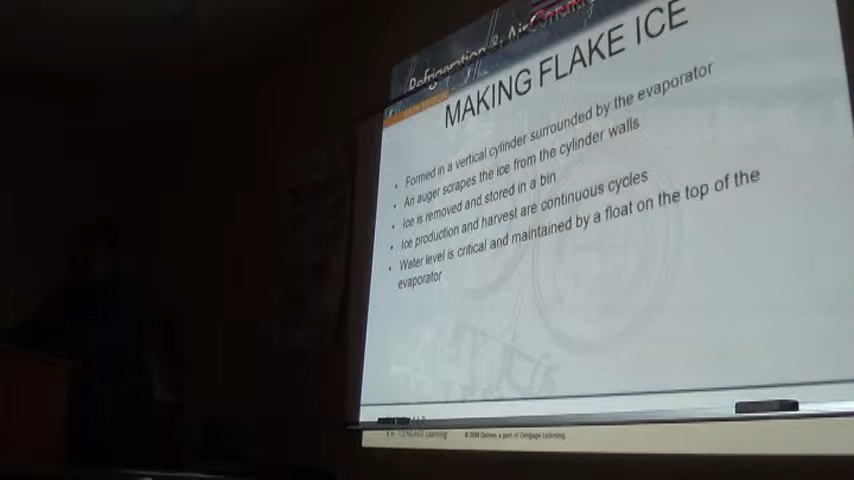 Refrigeration & Air Conditioning
MAKING FLAKE ICE
• Formed in a vertical cylinder surrounded by the evaporator
• An auger scrapes the ice from the cylinder walls
• Ice is removed and stored in a bin
• Ice production and harvest are continuous cycles
• Water level is critical and maintained by a float on the top of the
evaporator
CENGAGE Learning
© 2009 Delmar, a part of Cengage Learning.